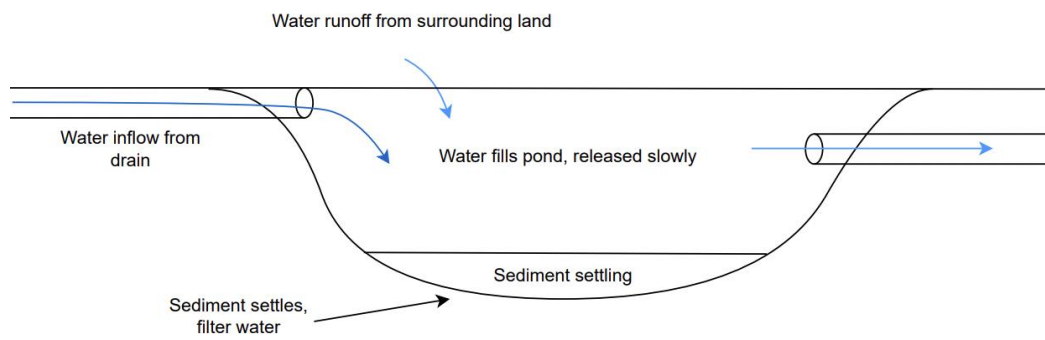 Water runoff from surrounding land
Water inflow from
drain
Water fills pond, released slowly
Sediment settling
Sediment settles,
filter water